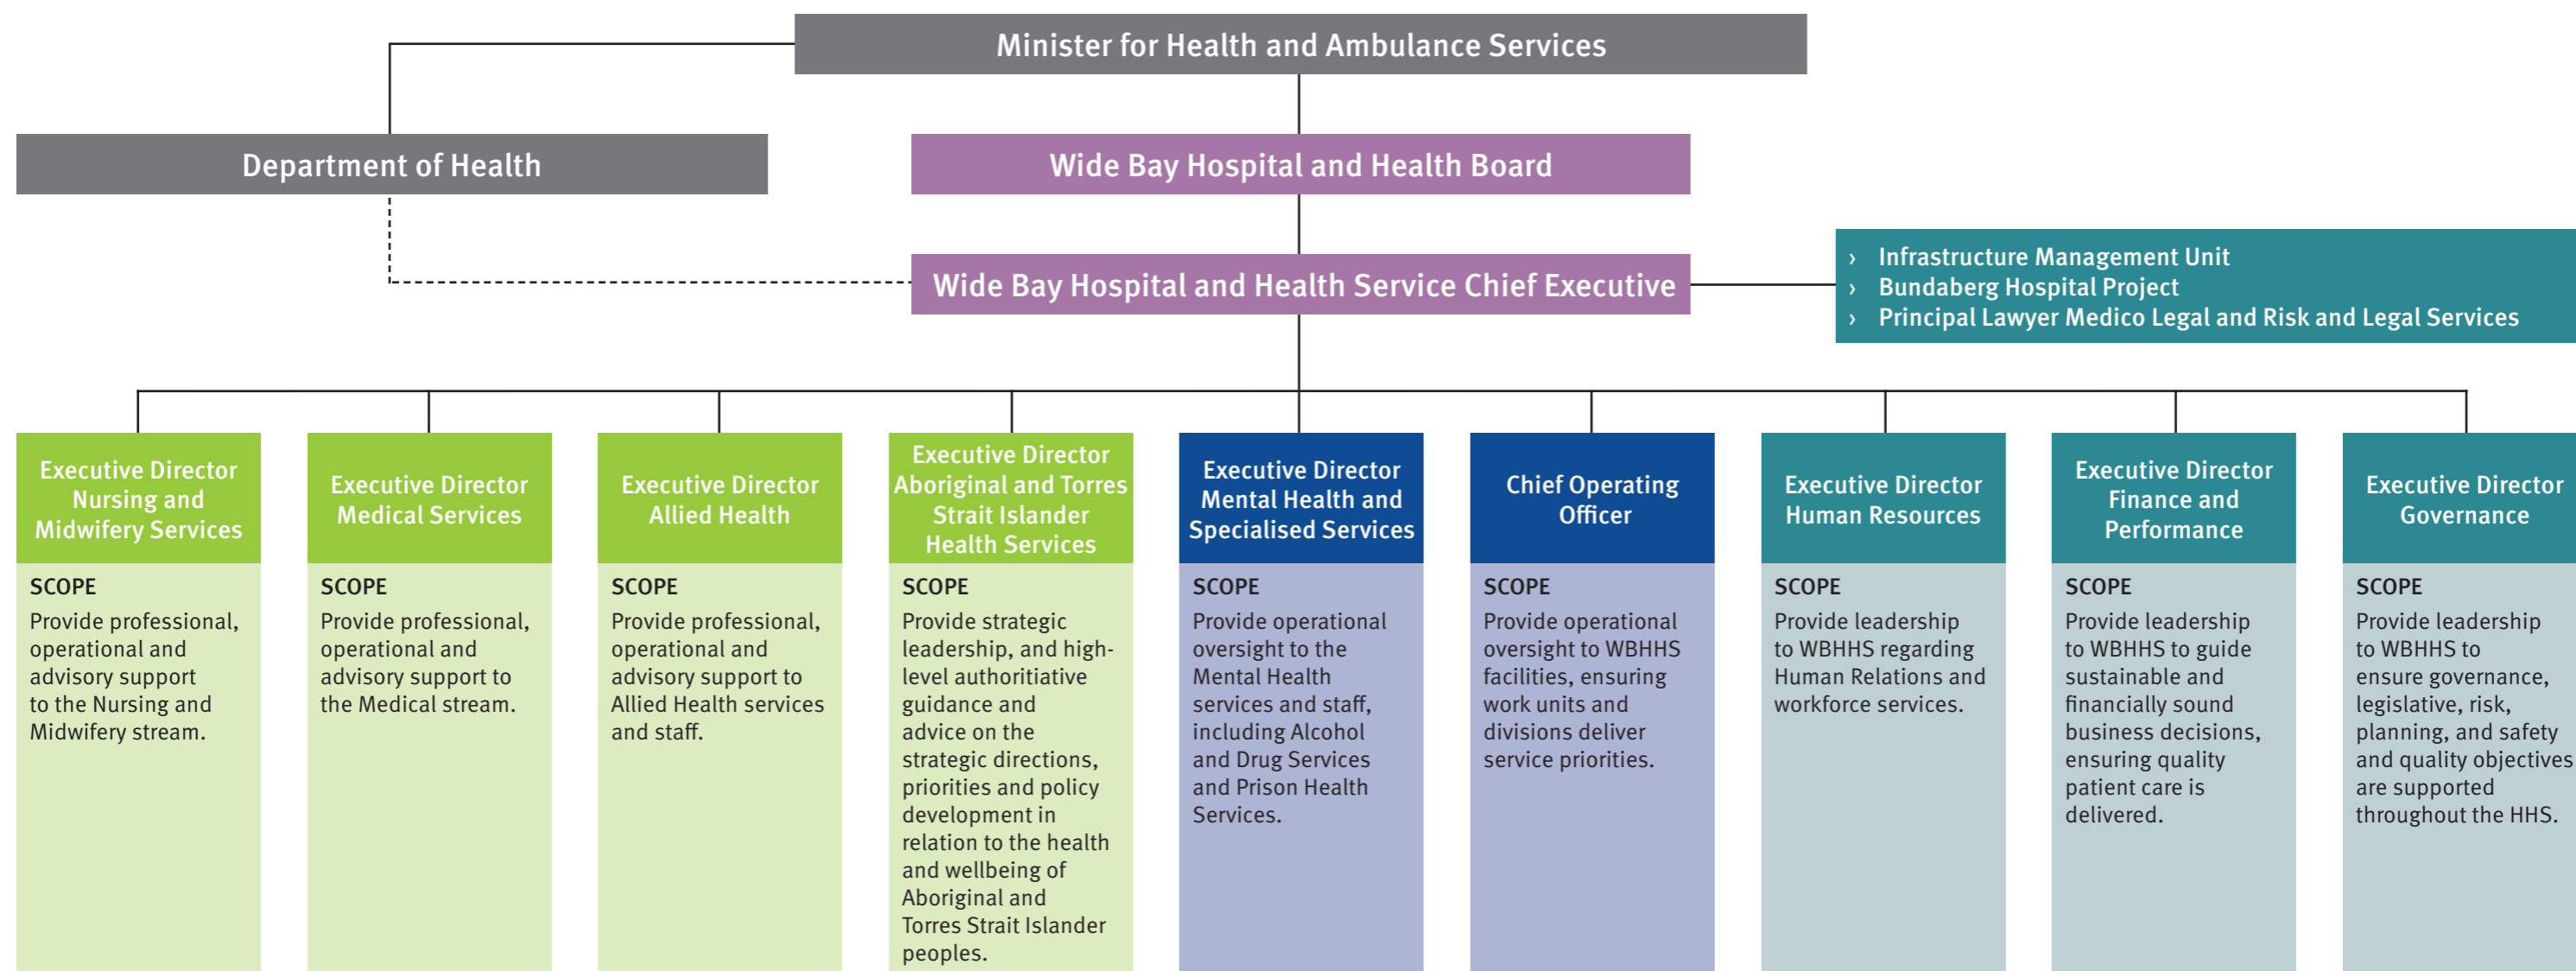 Minister for Health and Ambulance Services
Department of Health
Wide Bay Hospital and Health Board
Wide Bay Hospital and Health Service Chief Executive
› Infrastructure Management Unit
› Bundaberg Hospital Project
› Principal Lawyer Medico Legal and Risk and Legal Services
Executive Director
Nursing and
Midwifery Services
SCOPE
Provide professional,
operational and
advisory support
to the Nursing and
Midwifery stream.
Executive Director
Medical Services
SCOPE
Provide professional,
operational and
advisory support to
the Medical stream.
Executive Director
Allied Health
SCOPE
Provide professional,
operational and
advisory support to
Allied Health services
and staff.
Executive Director
Aboriginal and Torres
Strait Islander
Health Services
SCOPE
Provide strategic
leadership, and high-
level authoritiative
guidance and
advice on the
strategic directions,
priorities and policy
development in
relation to the health
and wellbeing of
Aboriginal and
Torres Strait Islander
peoples.
Executive Director
Mental Health and
Specialised Services
SCOPE
Provide operational
oversight to the
Mental Health
services and staff,
including Alcohol
and Drug Services
and Prison Health
Services.
Chief Operating
Officer
SCOPE
Provide operational
oversight to WBHHS
facilities, ensuring
work units and
divisions deliver
service priorities.
Executive Director
Human Resources
SCOPE
Provide leadership
to WBHHS regarding
Human Relations and
workforce services.
Executive Director
Finance and
Performance
SCOPE
Provide leadership
to WBHHS to guide
sustainable and
financially sound
business decisions,
ensuring quality
patient care is
delivered.
Executive Director
Governance
SCOPE
Provide leadership
to WBHHS to
ensure governance,
legislative, risk,
planning, and safety
and quality objectives
are supported
throughout the HHS.